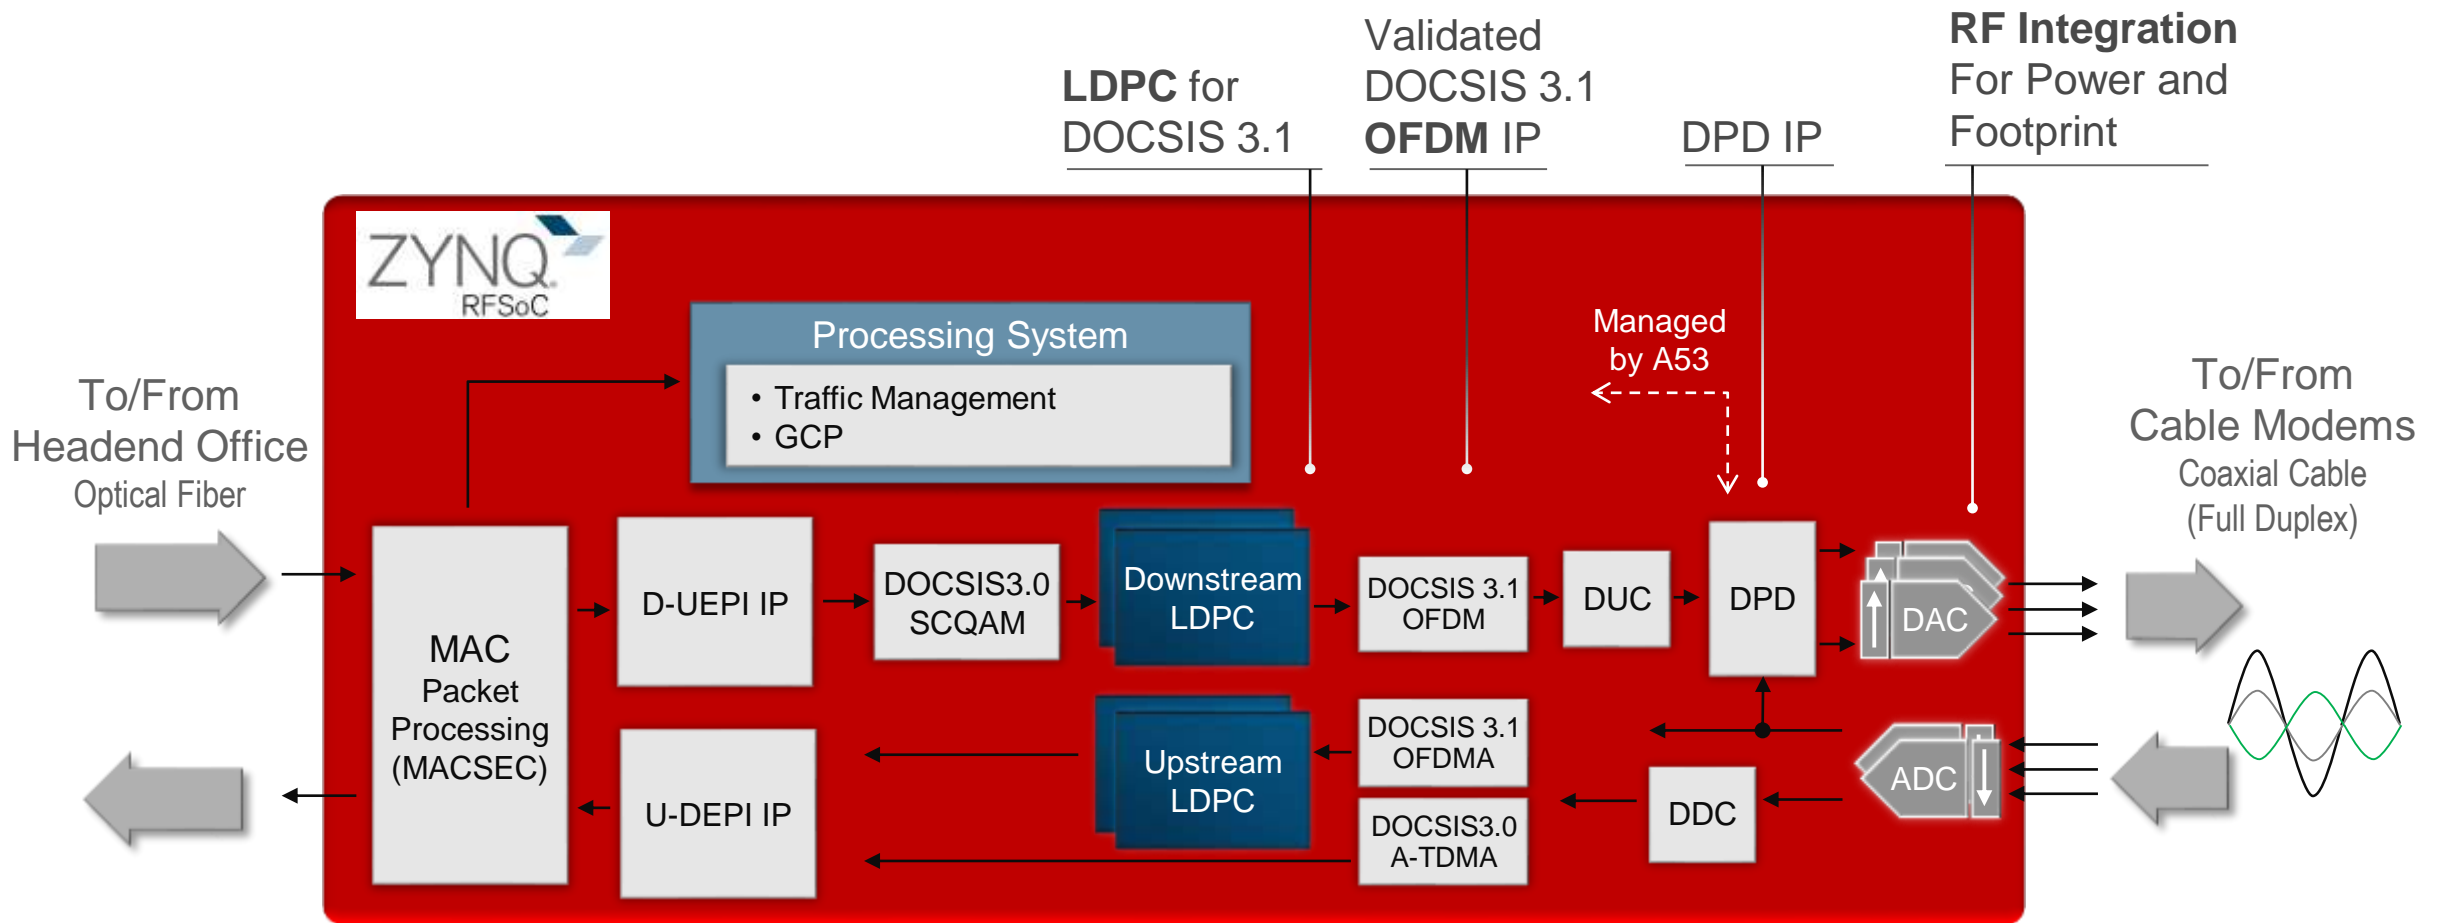 LDPC for
DOCSIS 3.1
Validated
DOCSIS 3.1
OFDM IP
DPD IP
RF Integration
For Power and
Footprint
ZYNQ.
RFSoC
Processing System
• Traffic Management
• GCP
Managed
by A53
To/From
Headend Office
Optical Fiber
To/From
Cable Modems
Coaxial Cable
(Full Duplex)
MAC
Packet
Processing
(MACSEC)
D-UEPI IP
DOCSIS3.0
SCQAM
Downstream
LDPC
DOCSIS 3.1
OFDM
DUC
DPD
DAC
U-DEPI IP
Upstream
LDPC
DOCSIS 3.1
OFDMA
DOCSIS3.0
A-TDMA
DDC
ADC